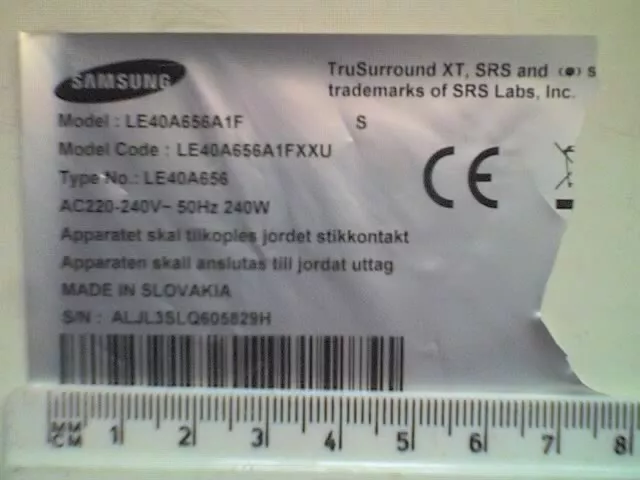 SAMSUNG
TruSurround XT, SRS and (●) S
trademarks of SRS Labs, Inc.
Model : LE40A656A1F S
Model Code : LE40A656A1FXXU
Type No.: LE40A656
AC220-240V~ 50Hz 240W
Apparatet skal tilkoples jordet stikkontakt
Apparaten skall anslutas till jordat uttag
MADE IN SLOVAKIA
S/N : ALJL3SLQ605829H
CE
MM
CM 1 2 3 4 5 6 7 8